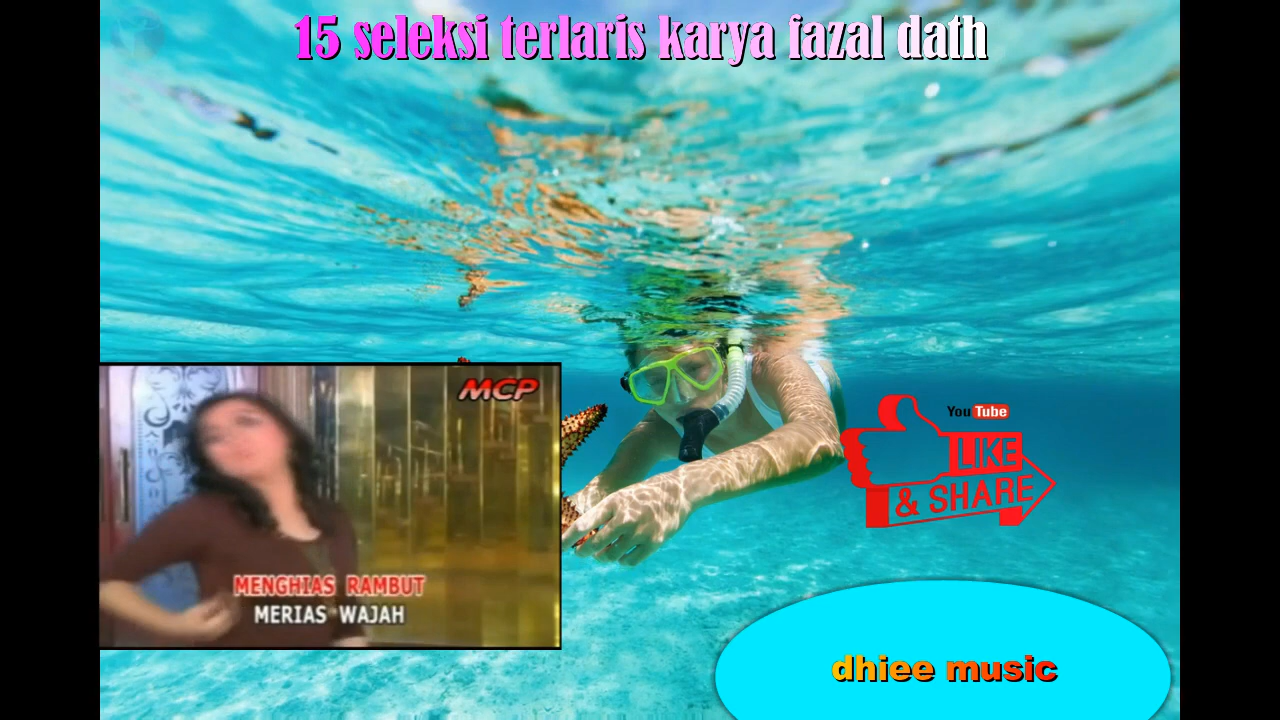 15 seleksi terlaris karya fazal dath
MCP
MENGHIAS RAMBUT
MERIAS WAJAH
YouTube
LIKE
& SHARE
dhiee music